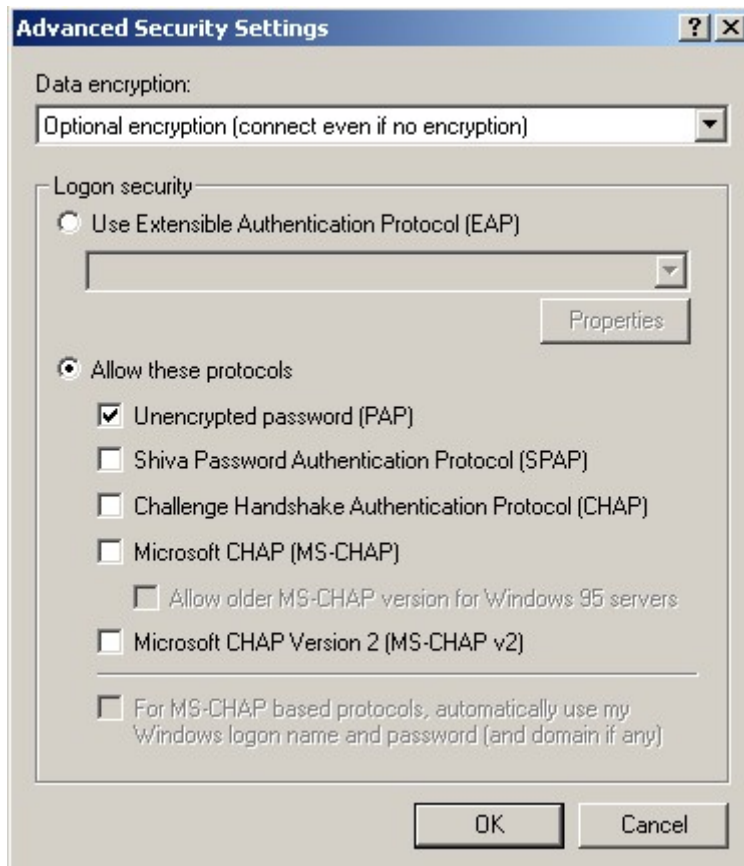 Advanced Security Settings
Data encryption:
Optional encryption (connect even if no encryption)
Logon security
Use Extensible Authentication Protocol (EAP)
Properties
Allow these protocols
Unencrypted password (PAP)
Shiva Password Authentication Protocol (SPAP)
Challenge Handshake Authentication Protocol (CHAP)
Microsoft CHAP (MS-CHAP)
Allow older MS-CHAP version for Windows 95 servers
Microsoft CHAP Version 2 (MS-CHAP v2)
For MS-CHAP based protocols, automatically use my
Windows logon name and password (and domain if any)
OK Cancel